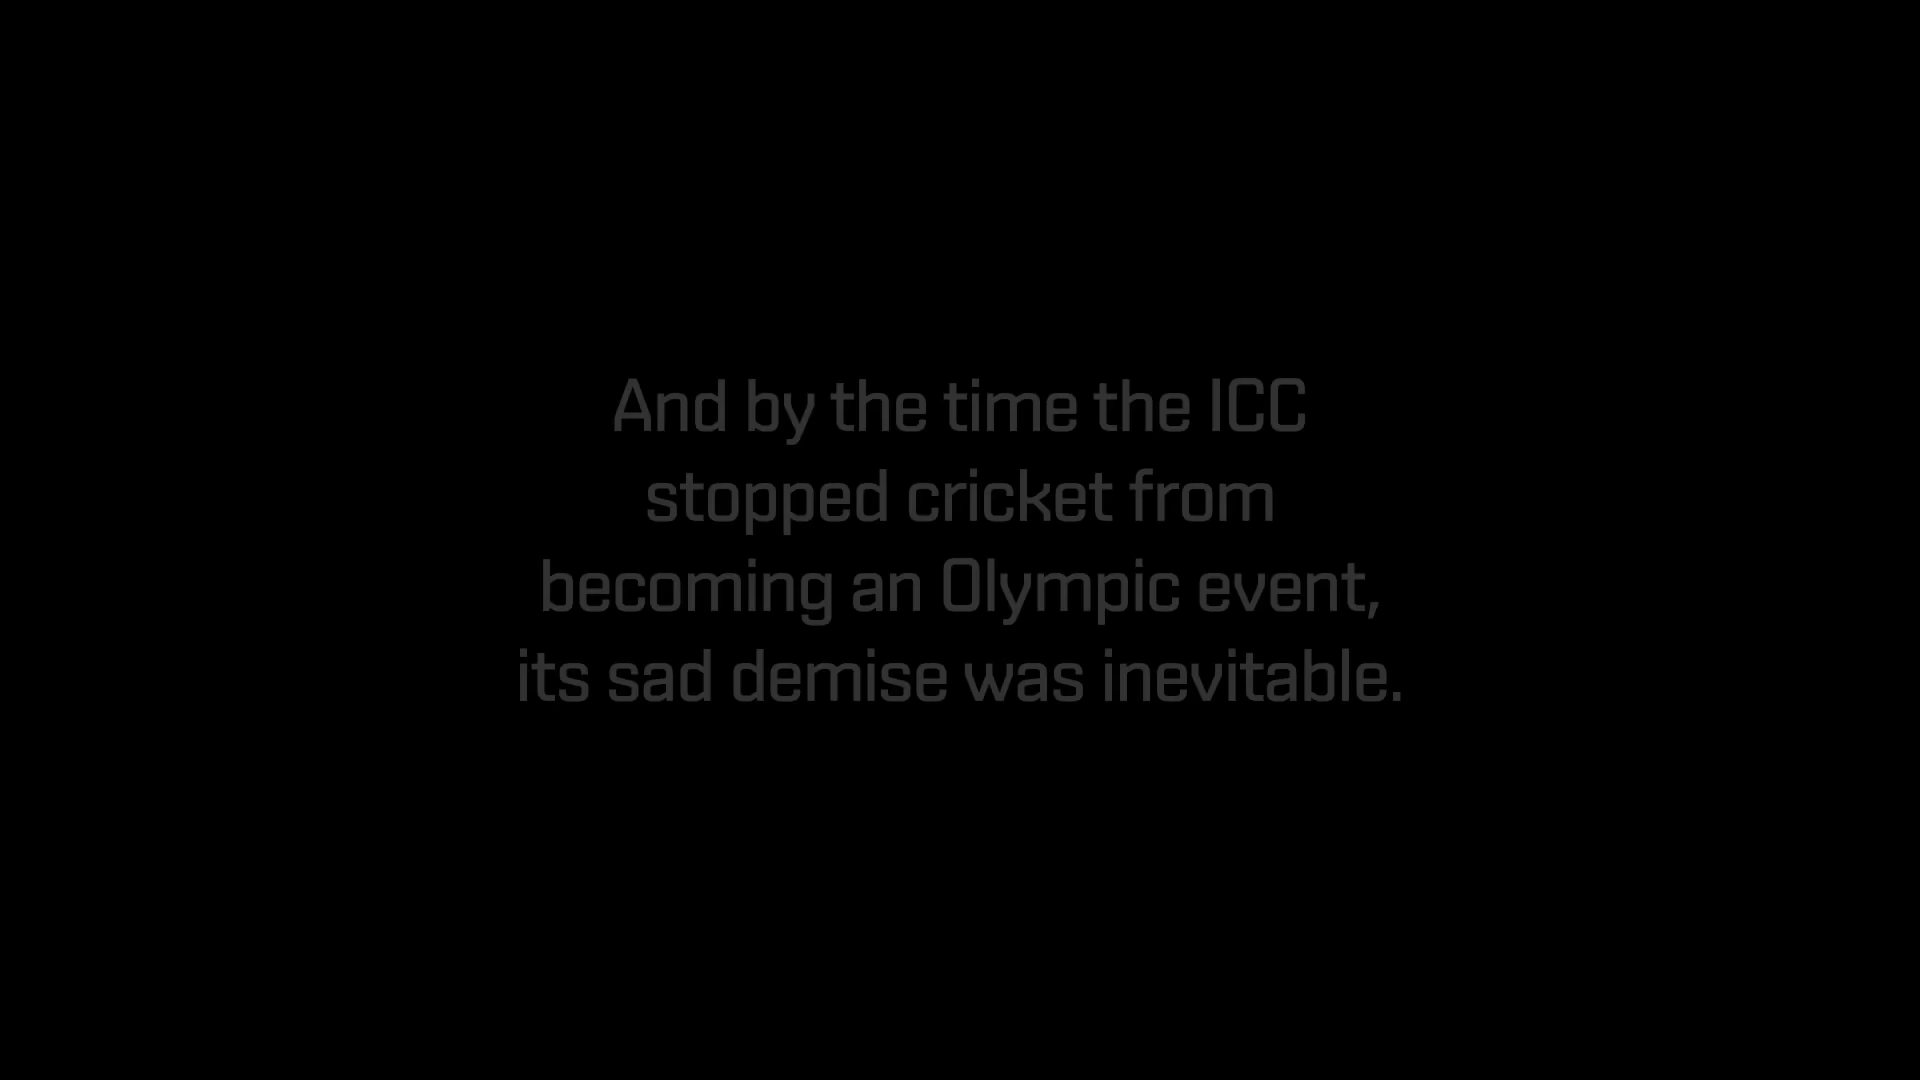 And by the time the ICC
stopped cricket from
becoming an Olympic event,
its sad demise was inevitable.